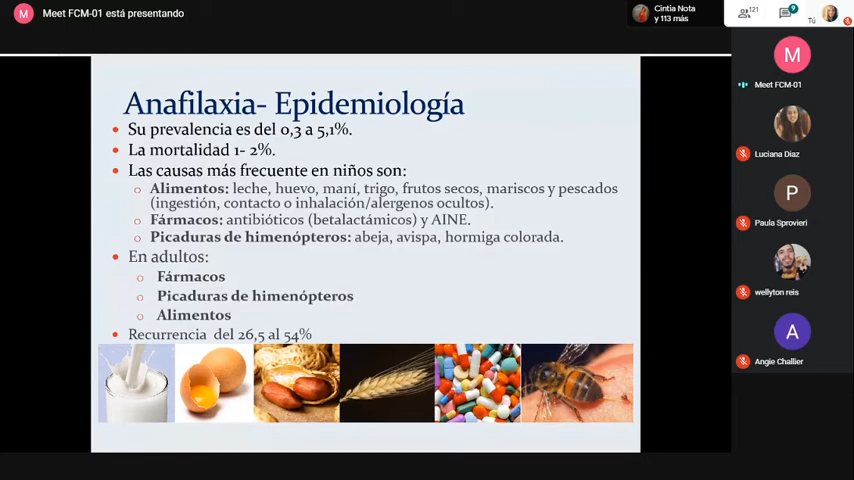 M
Meet FCM-01 está presentando
Cintia Nota
y 113 más
121
9
Tú
Anafilaxia- Epidemiología
Su prevalencia es del 0,3 a 5,1%.
La mortalidad 1- 2%.
Las causas más frecuente en niños son:
Alimentos: leche, huevo, maní, trigo, frutos secos, mariscos y pescados
(ingestión, contacto o inhalación/alergenos ocultos).
Fármacos: antibióticos (betalactámicos) y AINE.
Picaduras de himenópteros: abeja, avispa, hormiga colorada.
En adultos:
Fármacos
Picaduras de himenópteros
Alimentos
Recurrencia del 26,5 al 54%
M
Meet FCM-01
Luciana Diaz
P
Paula Sprovieri
wellyton reis
A
Angie Challier